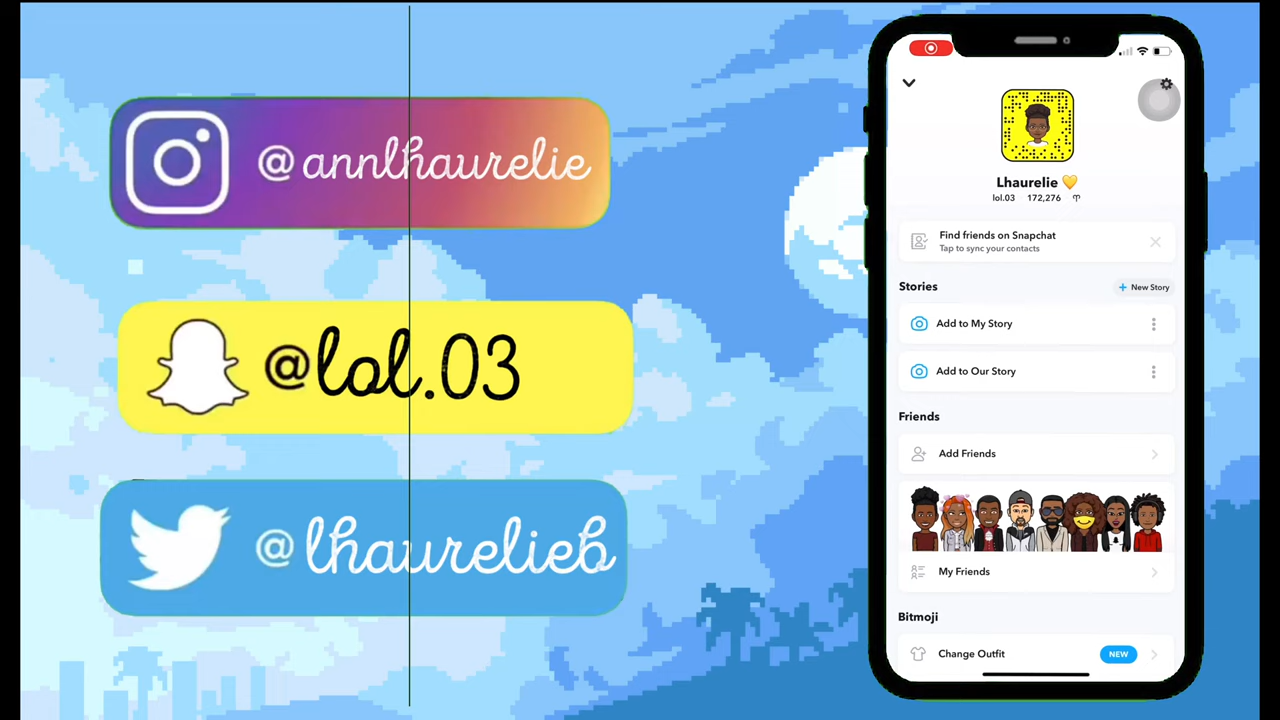 @annlhaurelie
@lol.03
@lhaurelieb
Lhaurelie 💛
lol.03 172,276 ♈︎
Find friends on Snapchat
Tap to sync your contacts
Stories
+ New Story
Add to My Story
Add to Our Story
Friends
Add Friends
My Friends
Bitmoji
Change Outfit
NEW